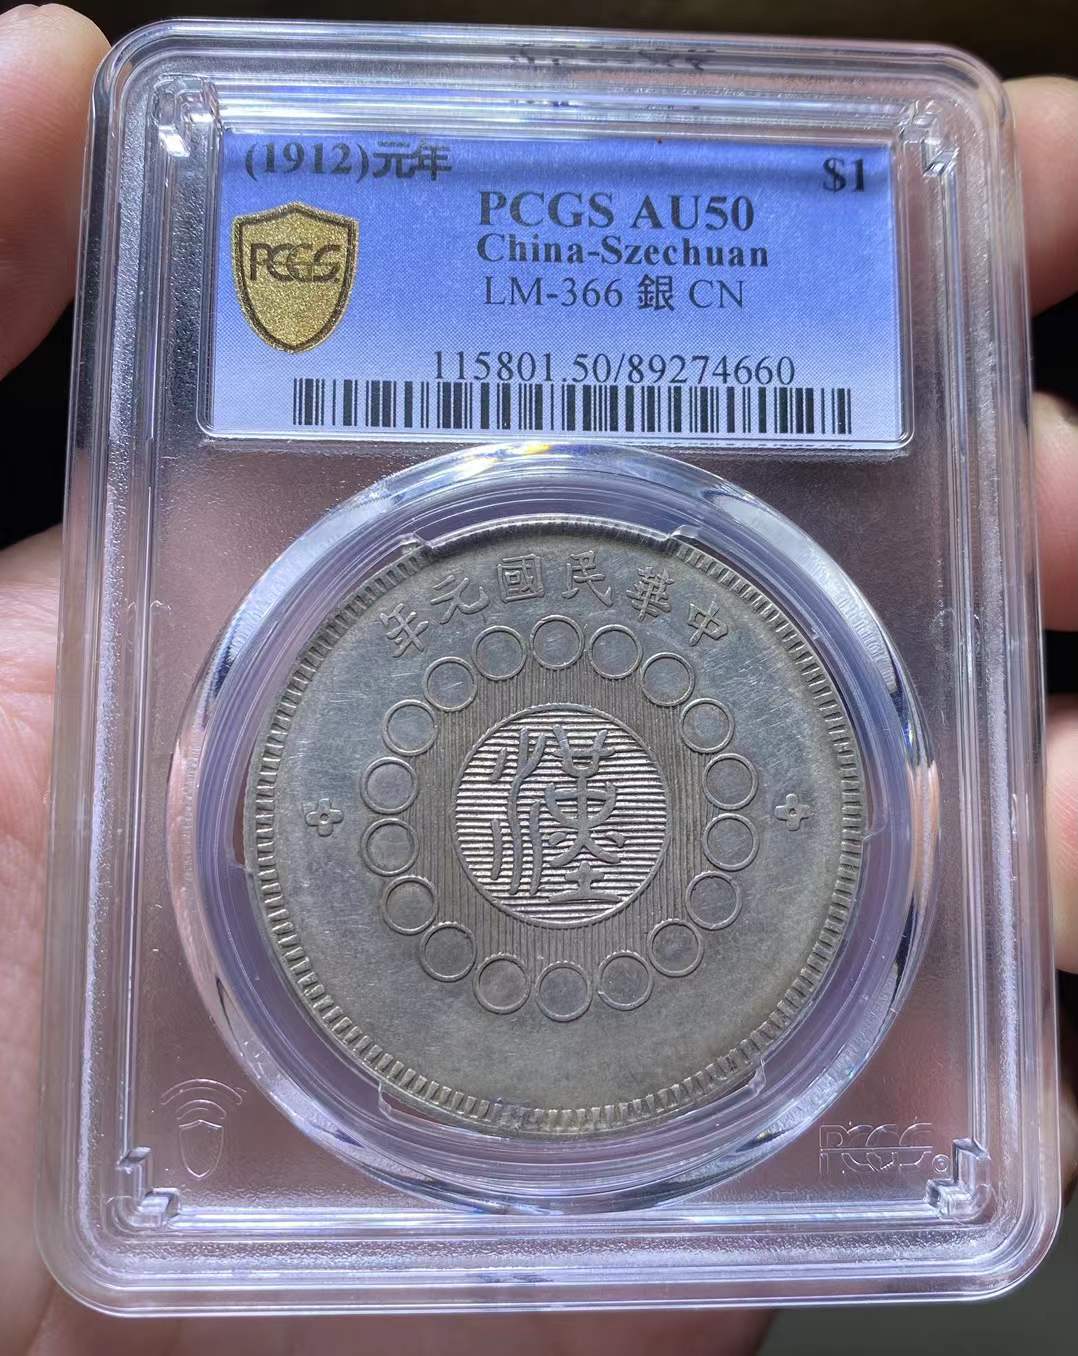 (1912)元年 $1
PCGS AU50
China-Szechuan
LM-366 銀 CN
PCGS
115801.50/89274660
年元國民華中
漢
PCGS